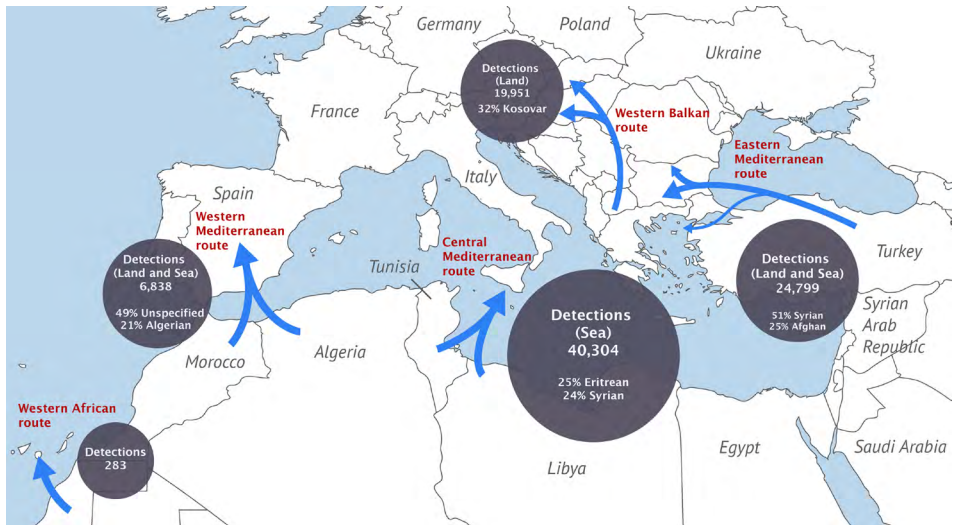 Germany
Poland
Ukraine
Detections
(Land)
19,951
32% Kosovar
France
Western Balkan
route
Eastern
Mediterranean
route
Italy
Spain
Western
Mediterranean
route
Central
Mediterranean
route
Detections
(Land and Sea)
6,838
49% Unspecified
21% Algerian
Tunisia
Turkey
Detections
(Land and Sea)
24,799
51% Syrian
25% Afghan
Syrian
Arab
Republic
Detections
(Sea)
40,304
25% Eritrean
24% Syrian
Morocco
Algeria
Western African
route
Detections
283
Libya
Egypt
Saudi Arabia